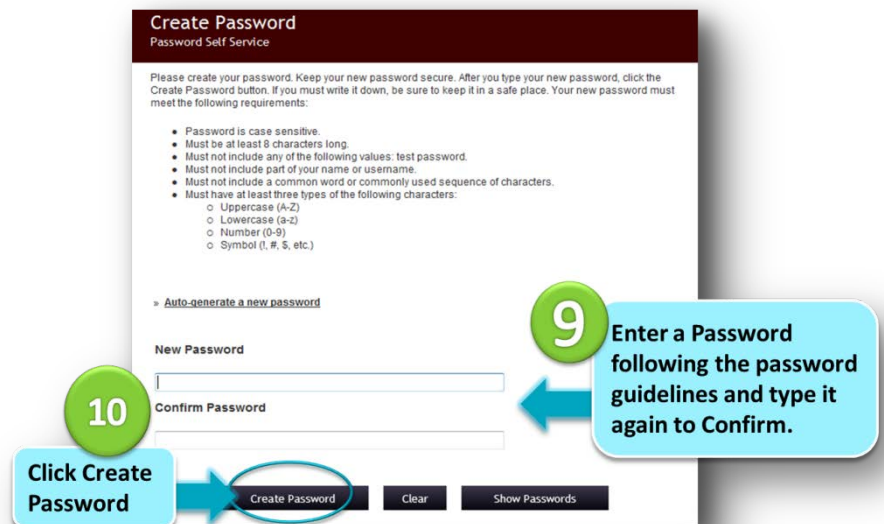 Create Password
Password Self Service
Please create your password. Keep your new password secure. After you type your new password, click the
Create Password button. If you must write it down, be sure to keep it in a safe place. Your new password must
meet the following requirements:
Password is case sensitive.
Must be at least 8 characters long.
Must not include any of the following values: test password.
Must not include part of your name or username.
Must not include a common word or commonly used sequence of characters.
Must have at least three types of the following characters:
Uppercase (A-Z)
Lowercase (a-z)
Number (0-9)
Symbol (!, #, $, etc.)
» Auto-generate a new password
9
Enter a Password
following the password
guidelines and type it
again to Confirm.
New Password
10
Confirm Password
Click Create
Password
Create Password
Clear
Show Passwords